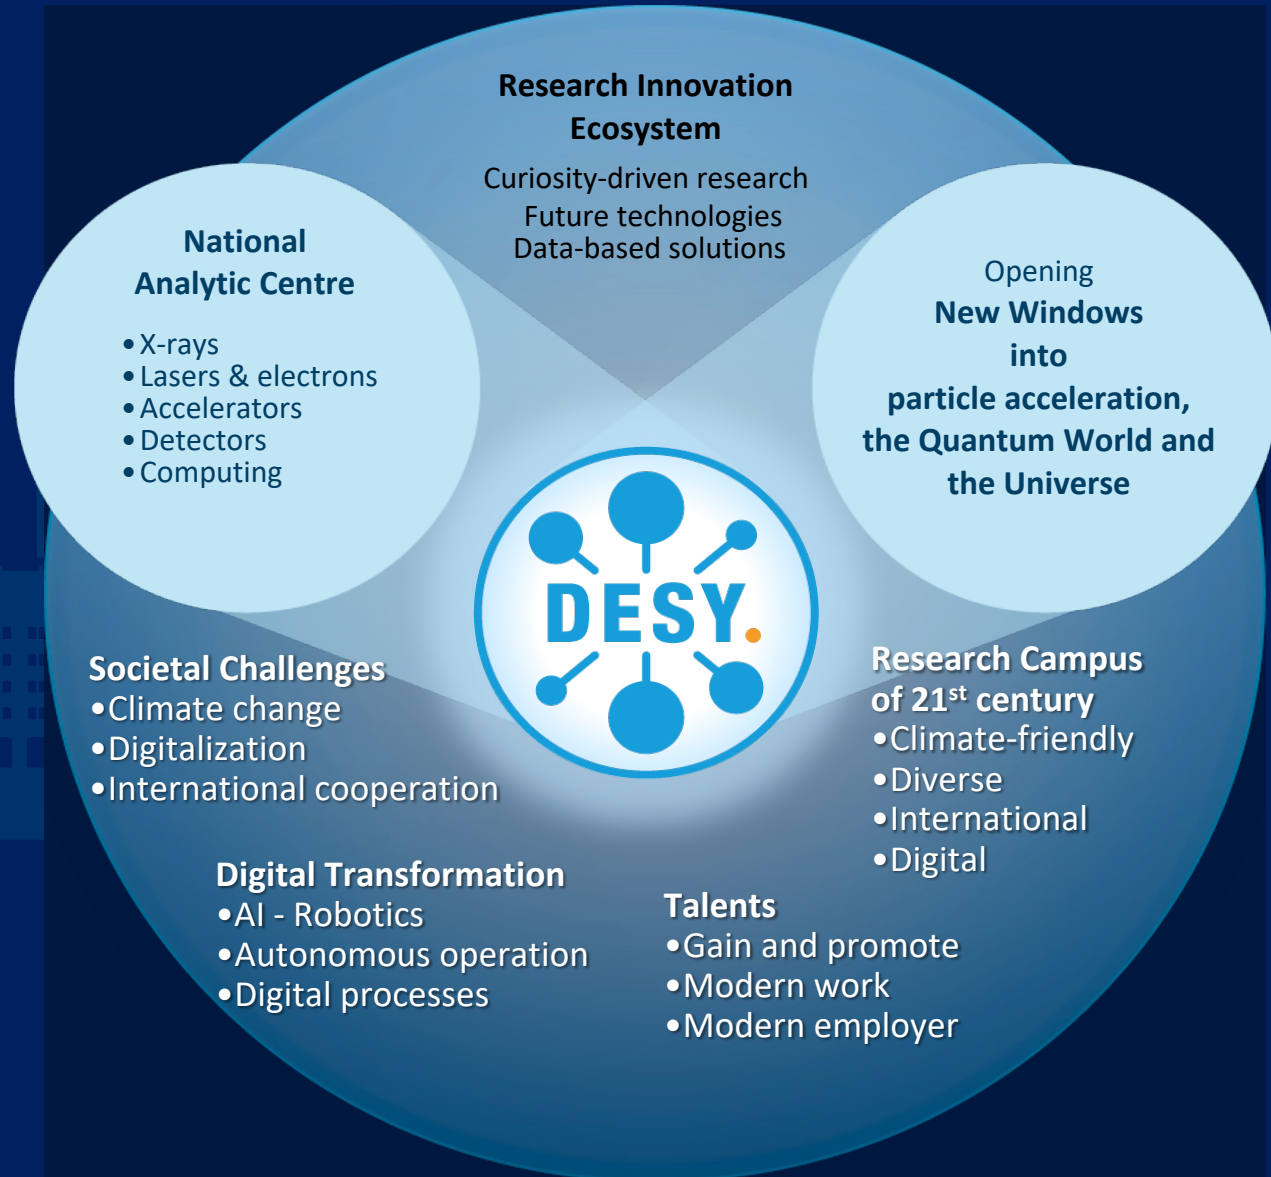 Research Innovation
Ecosystem
Curiosity-driven research
Future technologies
Data-based solutions
National
Analytic Centre
•X-rays
•Lasers & electrons
•Accelerators
•Detectors
•Computing
Opening
New Windows
into
particle acceleration,
the Quantum World and
the Universe
DESY.
Societal Challenges
•Climate change
•Digitalization
•International cooperation
Research Campus
of 21st century
•Climate-friendly
•Diverse
•International
•Digital
Digital Transformation
•AI - Robotics
•Autonomous operation
•Digital processes
Talents
•Gain and promote
•Modern work
•Modern employer